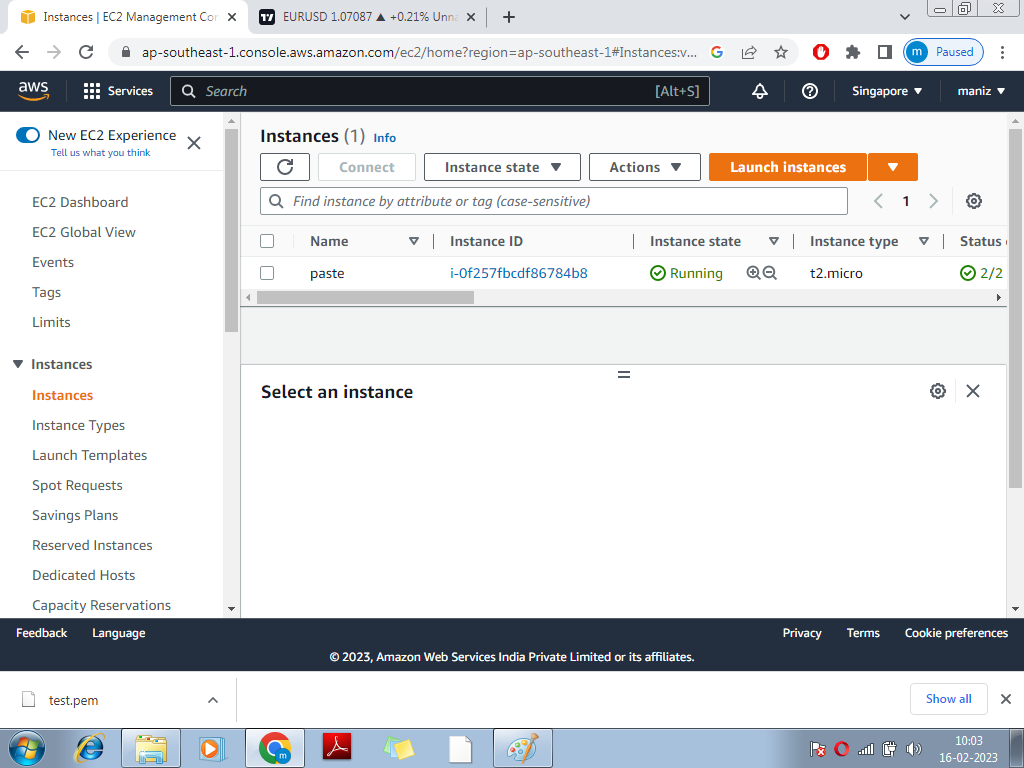 Instances | EC2 Management Con
EURUSD 1.07087 ▲ +0.21% Unna
ap-southeast-1.console.aws.amazon.com/ec2/home?region=ap-southeast-1#Instances:v...
m Paused
aws
Services
Search [Alt+S]
Singapore ▼
maniz ▼
New EC2 Experience
Tell us what you think
EC2 Dashboard
EC2 Global View
Events
Tags
Limits
Instances
Instances
Instance Types
Launch Templates
Spot Requests
Savings Plans
Reserved Instances
Dedicated Hosts
Capacity Reservations
Instances (1) Info
Connect
Instance state ▼
Actions ▼
Launch instances ▼
Find instance by attribute or tag (case-sensitive)
1
Name Instance ID Instance state Instance type Status
paste i-0f257fbcdf86784b8 Running t2.micro 2/2
Select an instance
Feedback Language Privacy Terms Cookie preferences
© 2023, Amazon Web Services India Private Limited or its affiliates.
test.pem
Show all
10:03
16-02-2023